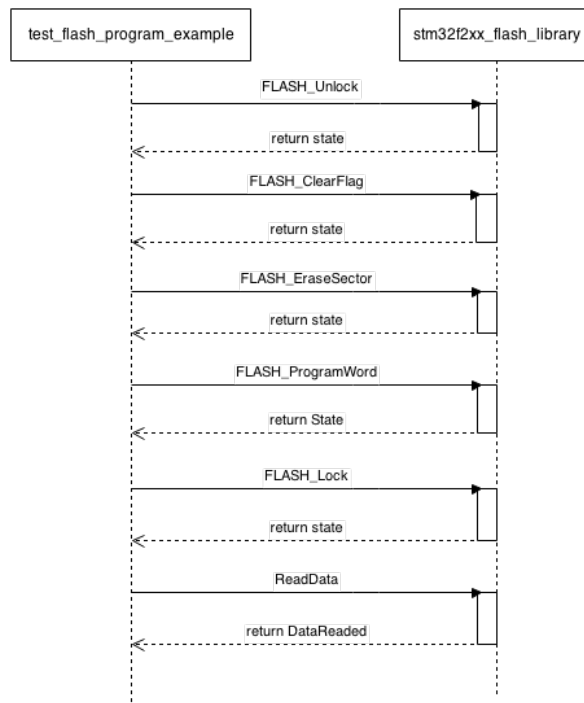 test_flash_program_example
stm32f2xx_flash_library
FLASH_Unlock
return state
FLASH_ClearFlag
return state
FLASH_EraseSector
return state
FLASH_ProgramWord
return State
FLASH_Lock
return state
ReadData
return DataReaded